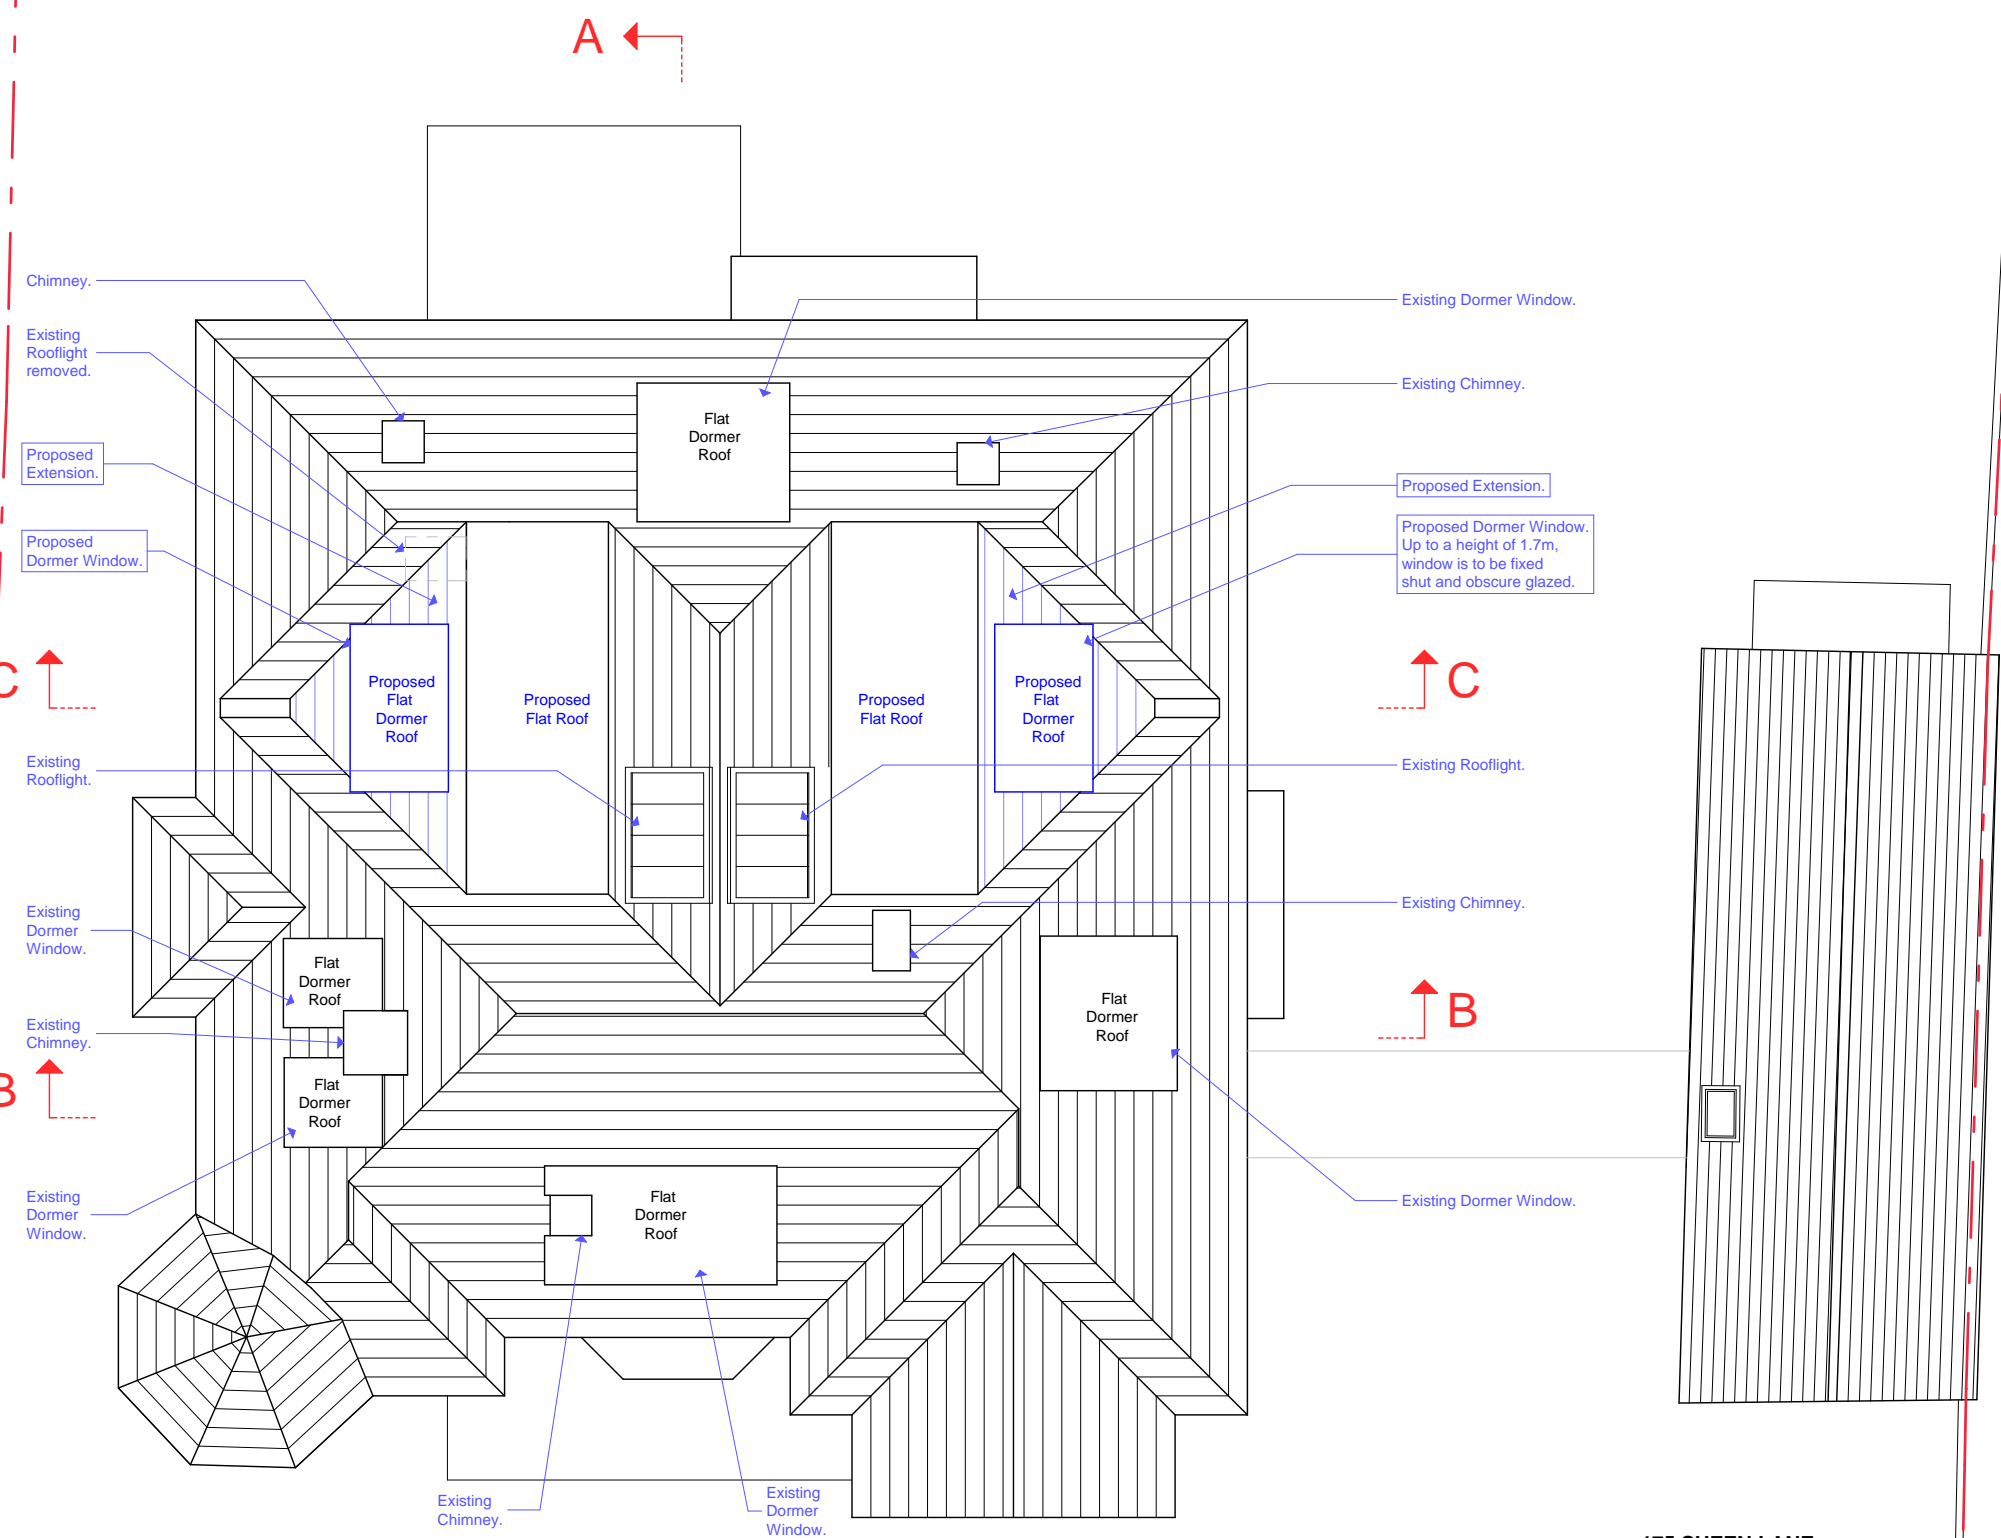 A
Chimney.
Existing
Rooflight
removed.
Proposed
Extension.
Proposed
Dormer Window.
C
Existing
Rooflight.
Existing
Dormer
Window.
Existing
Chimney.
B
Existing
Dormer
Window.
Flat
Dormer
Roof
Proposed
Flat
Dormer
Roof
Proposed
Flat Roof
Proposed
Flat Roof
Proposed
Flat
Dormer
Roof
Flat
Dormer
Roof
Flat
Dormer
Roof
Flat
Dormer
Roof
Flat
Dormer
Roof
Existing
Chimney.
Existing
Dormer
Window.
Existing Dormer Window.
Existing Chimney.
Proposed Extension.
Proposed Dormer Window.
Up to a height of 1.7m,
window is to be fixed
shut and obscure glazed.
C
Existing Rooflight.
Existing Chimney.
B
Existing Dormer Window.